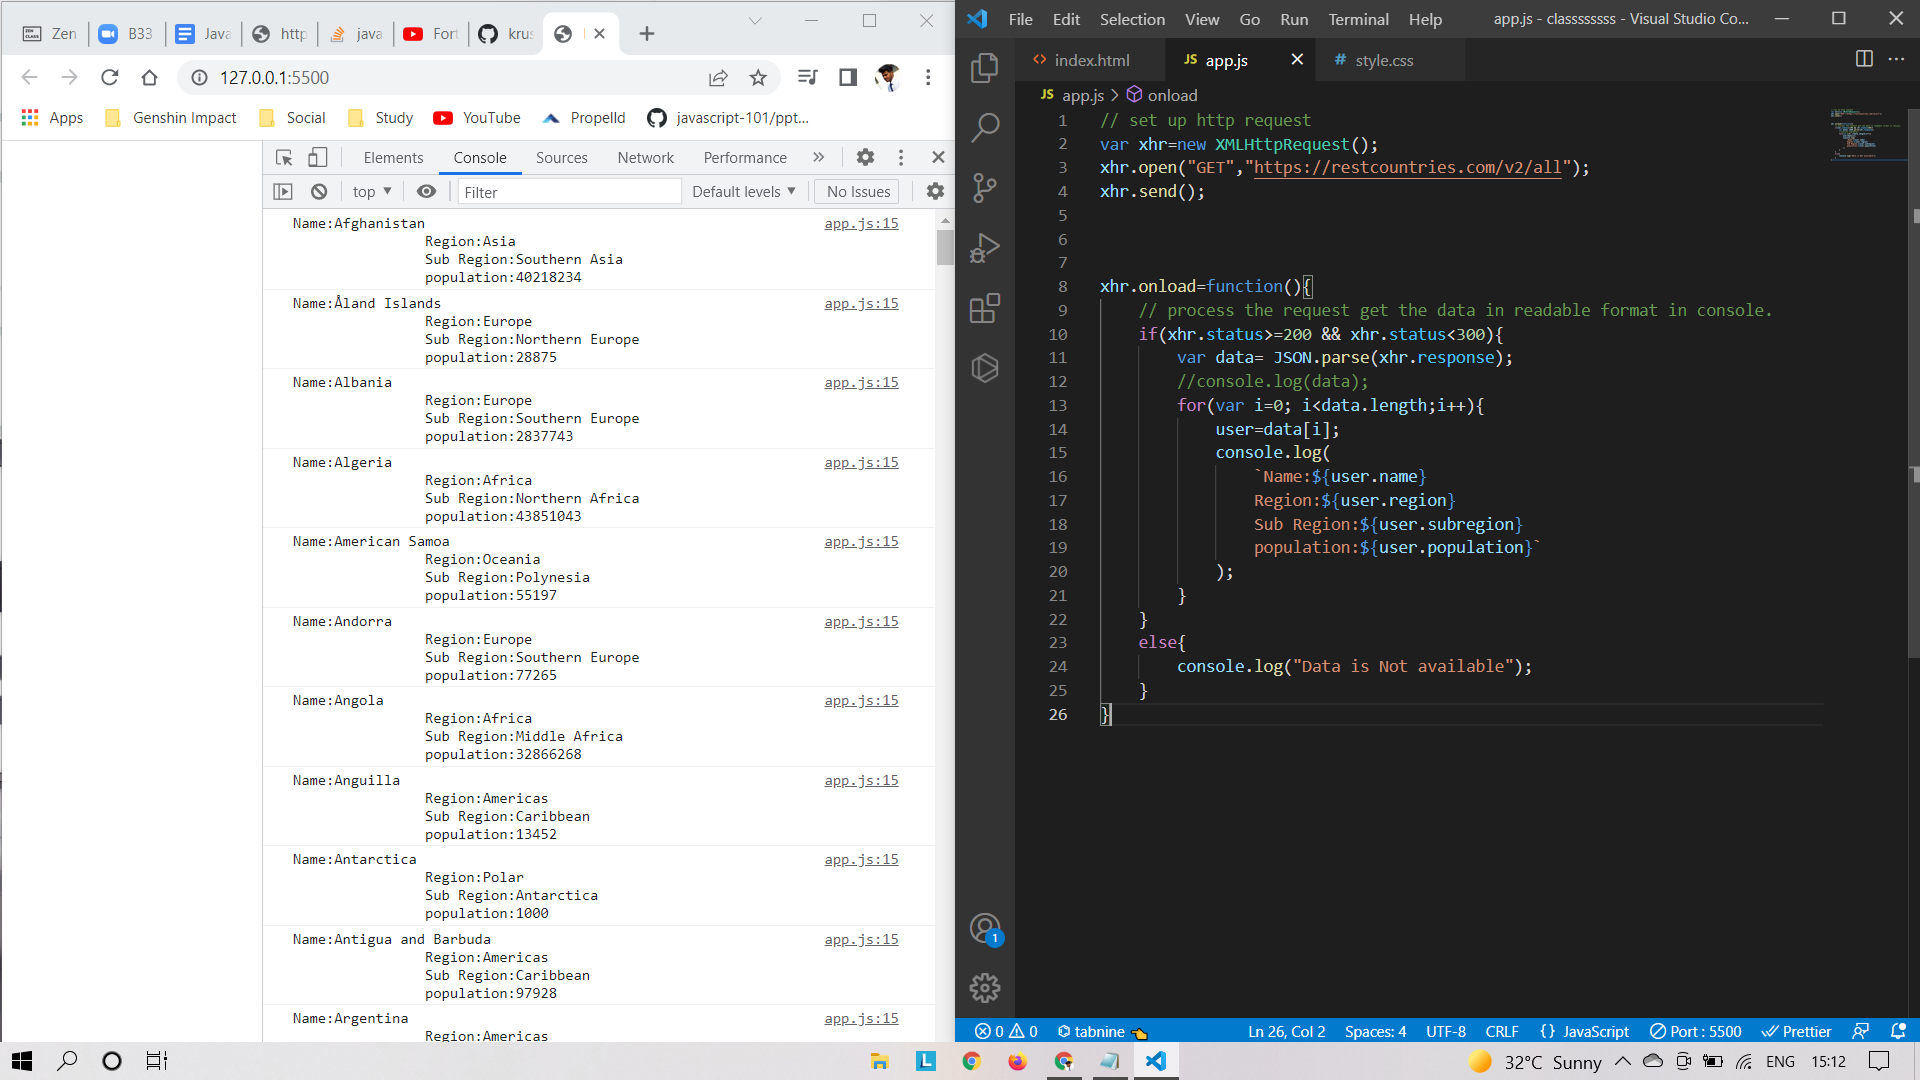 Zen
B33
Java
http
java
Fort
krus
127.0.0.1:5500
Apps
Genshin Impact
Social
Study
YouTube
Propelld
javascript-101/ppt...
Elements
Console
Sources
Network
Performance
top
Filter
Default levels
No Issues
Name:Afghanistan
app.js:15
Region:Asia
Sub Region:Southern Asia
population:40218234
Name:Åland Islands
app.js:15
Region:Europe
Sub Region:Northern Europe
population:28875
Name:Albania
app.js:15
Region:Europe
Sub Region:Southern Europe
population:2837743
Name:Algeria
app.js:15
Region:Africa
Sub Region:Northern Africa
population:43851043
Name:American Samoa
app.js:15
Region:Oceania
Sub Region:Polynesia
population:55197
Name:Andorra
app.js:15
Region:Europe
Sub Region:Southern Europe
population:77265
Name:Angola
app.js:15
Region:Africa
Sub Region:Middle Africa
population:32866268
Name:Anguilla
app.js:15
Region:Americas
Sub Region:Caribbean
population:13452
Name:Antarctica
app.js:15
Region:Polar
Sub Region:Antarctica
population:1000
Name:Antigua and Barbuda
app.js:15
Region:Americas
Sub Region:Caribbean
population:97928
Name:Argentina
app.js:15
Region:Americas
File Edit Selection View Go Run Terminal Help
app.js - classssssss - Visual Studio Co...
<> index.html
JS app.js
# style.css
JS app.js > onload
1 // set up http request
2 var xhr=new XMLHttpRequest();
3 xhr.open("GET","https://restcountries.com/v2/all");
4 xhr.send();
5
6
7
8 xhr.onload=function(){
9 // process the request get the data in readable format in console.
10 if(xhr.status>=200 && xhr.status<300){
11 var data= JSON.parse(xhr.response);
12 //console.log(data);
13 for(var i=0; i<data.length;i++){
14 user=data[i];
15 console.log(
16 `Name:${user.name}
17 Region:${user.region}
18 Sub Region:${user.subregion}
19 population:${user.population}`
20 );
21 }
22 }
23 else{
24 console.log("Data is Not available");
25 }
26 }
1
0 0 tabnine
Ln 26, Col 2
Spaces: 4
UTF-8
CRLF
{} JavaScript
Port : 5500
Prettier
L
32°C Sunny
ENG
15:12